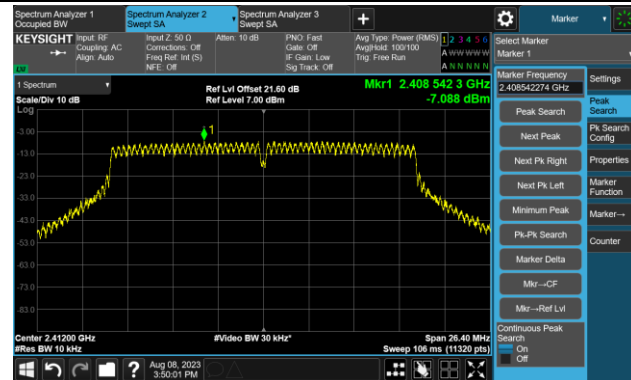 Spectrum Analyzer 1
Occupied BW
Spectrum Analyzer 2
Swept SA
Spectrum Analyzer 3
Swept SA
Marker
KEYSIGHT
Input: RF
Coupling: AC
Align: Auto
Input Z: 50 Ω
Corrections: Off
Freq Ref: Int (S)
NFE: Off
Atten: 10 dB
PNO: Fast
Gate: Off
IF Gain: Low
Sig Track: Off
Avg Type: Power (RMS)
Avg|Hold: 100/100
Trig: Free Run
1 2 3 4 5 6
A W W W W W
A N N N N N
LXI
1 Spectrum
Scale/Div 10 dB
Log
Ref Lvl Offset 21.60 dB
Ref Level 7.00 dBm
Mkr1 2.408 542 3 GHz
-7.088 dBm
1
-3.00
-13.0
-23.0
-33.0
-43.0
-53.0
-63.0
-73.0
-83.0
Center 2.41200 GHz
#Res BW 10 kHz
#Video BW 30 kHz*
Span 26.40 MHz
Sweep 106 ms (11320 pts)
Aug 08, 2023
3:50:01 PM
Select Marker
Marker 1
Marker Frequency
2.408542274 GHz
Peak Search
Next Peak
Next Pk Right
Next Pk Left
Minimum Peak
Pk-Pk Search
Marker Delta
Mkr→CF
Mkr→Ref Lvl
Continuous Peak
Search
On
Off
Settings
Peak
Search
Pk Search
Config
Properties
Marker
Function
Marker→
Counter